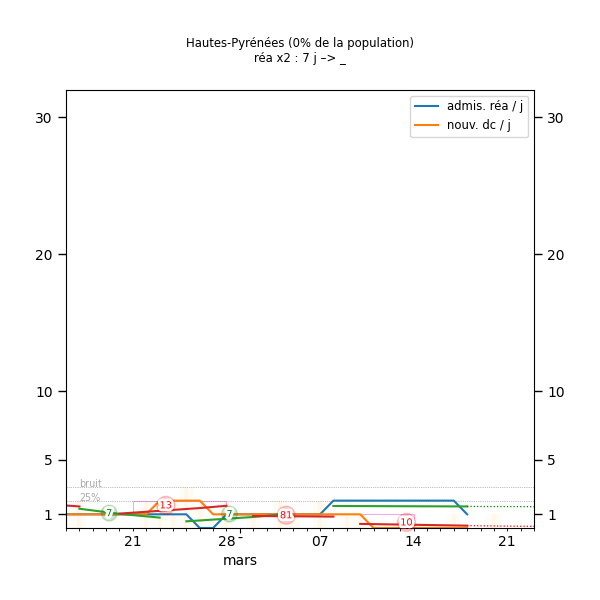 Hautes-Pyrénées (0% de la population)
réa x2 : 7 j –> _
admis. réa / j
nouv. dc / j
30 30
20 20
10 10
5 5
bruit
25%
1 7 13 7 81 10 1
21 28 - 07 14 21
mars